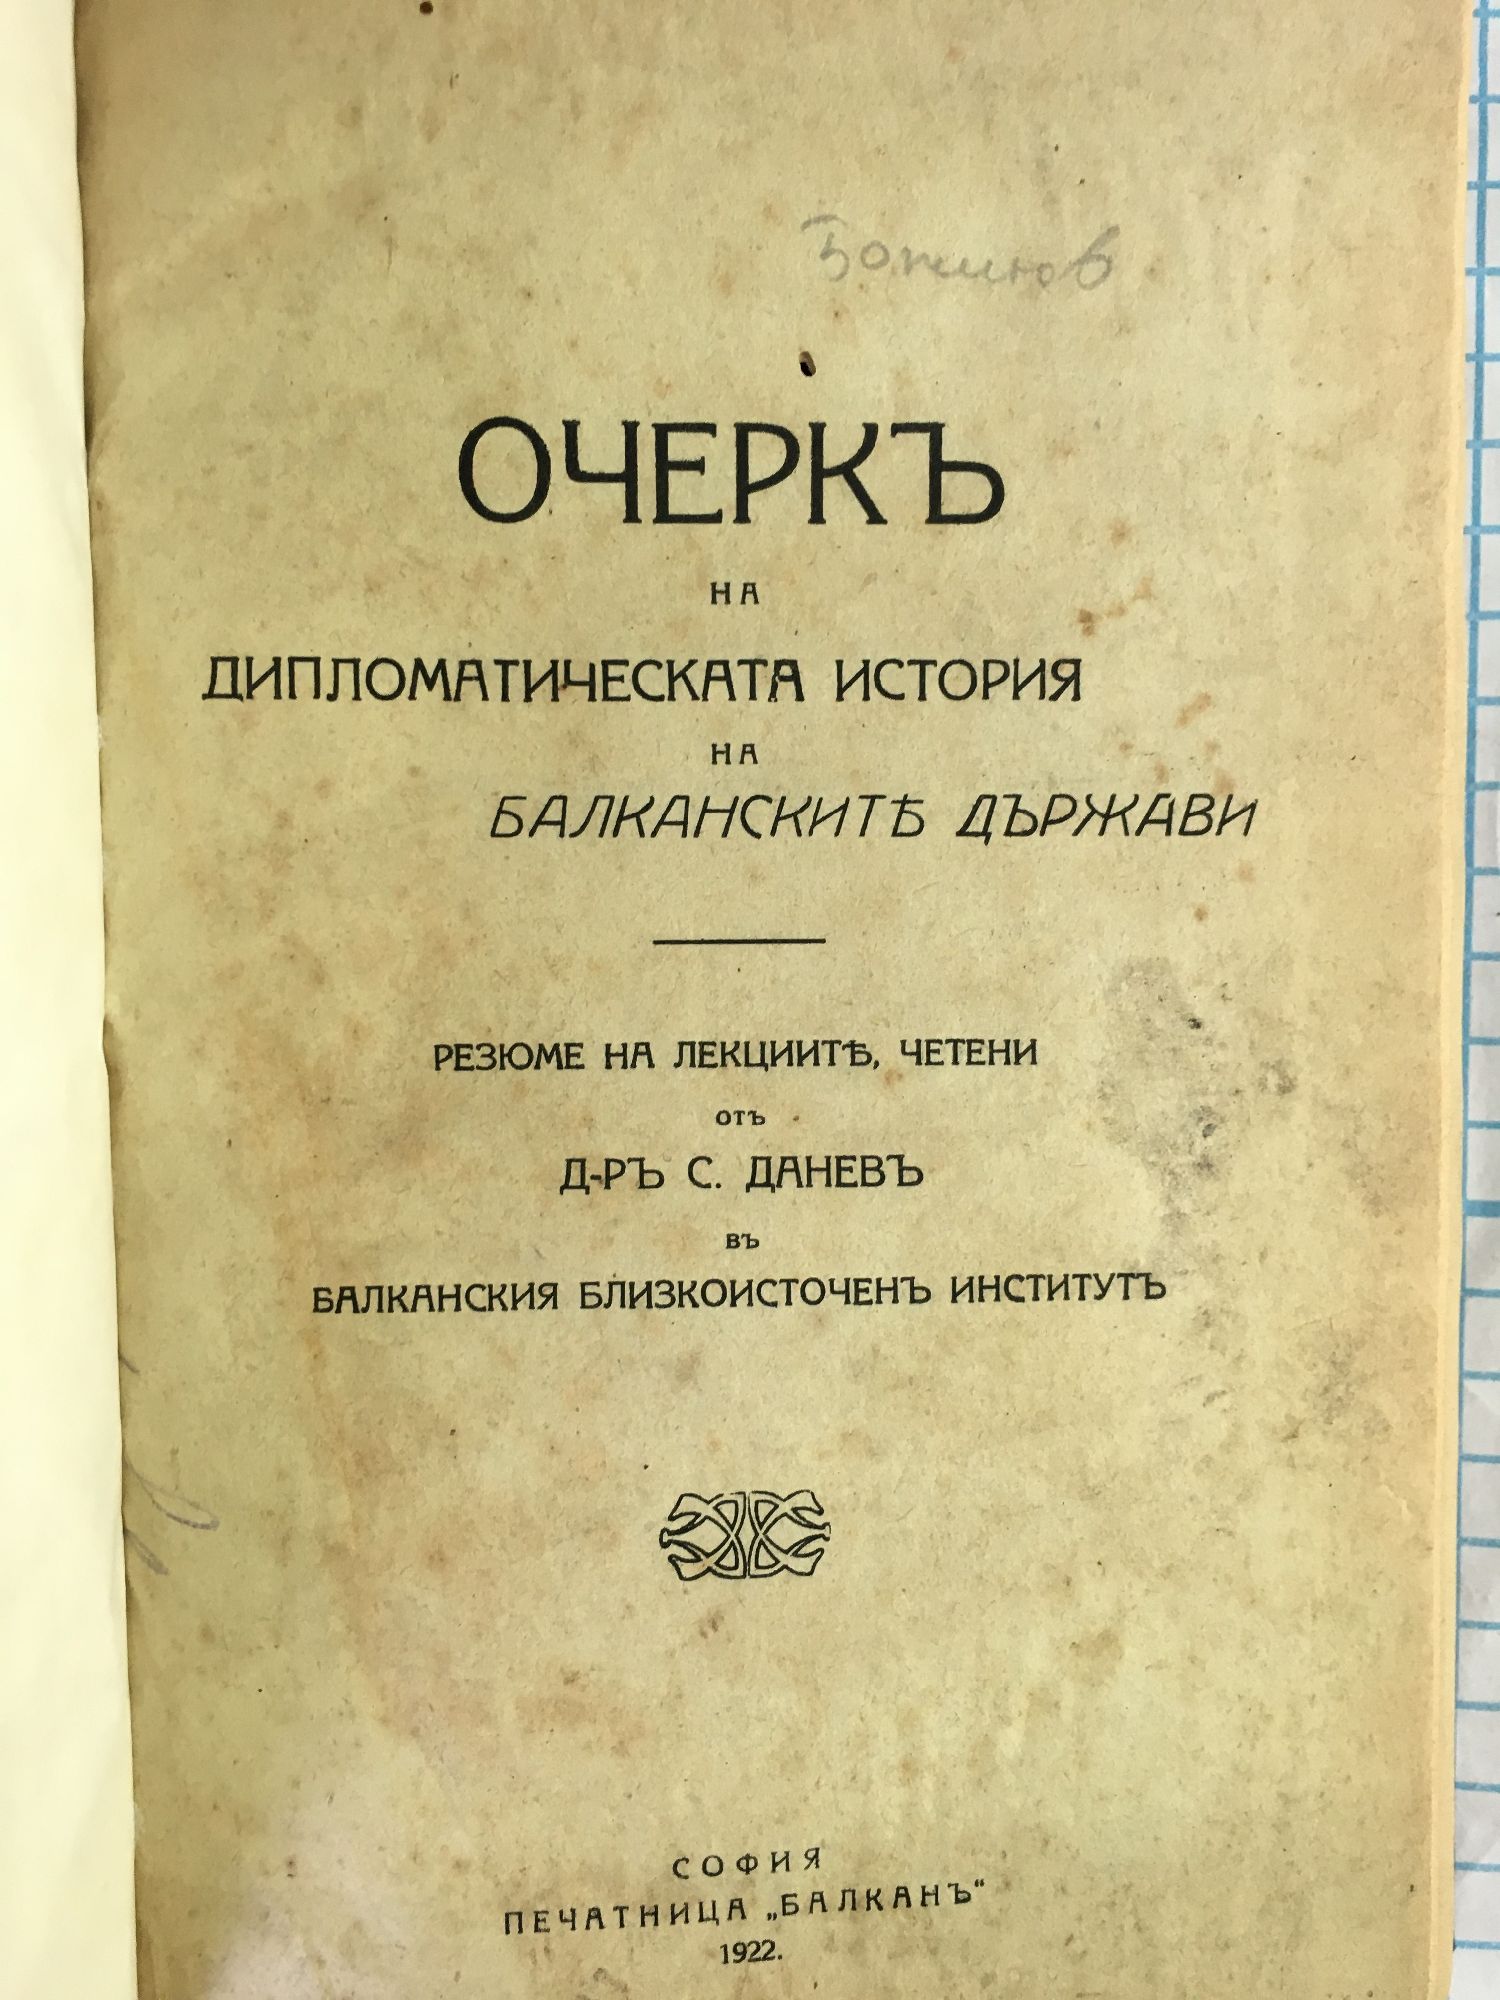 Божинов
ОЧЕРКЪ
НА
ДИПЛОМАТИЧЕСКАТА ИСТОРИЯ
НА
БАЛКАНСКИТѢ ДЪРЖАВИ
РЕЗЮМЕ НА ЛЕКЦИИТѢ, ЧЕТЕНИ
отъ
Д-РЪ С. ДАНЕВЪ
въ
БАЛКАНСКИЯ БЛИЗКОИСТОЧЕНЪ ИНСТИТУТЪ
СОФИЯ
ПЕЧАТНИЦА „БАЛКАНЪ“
1922.